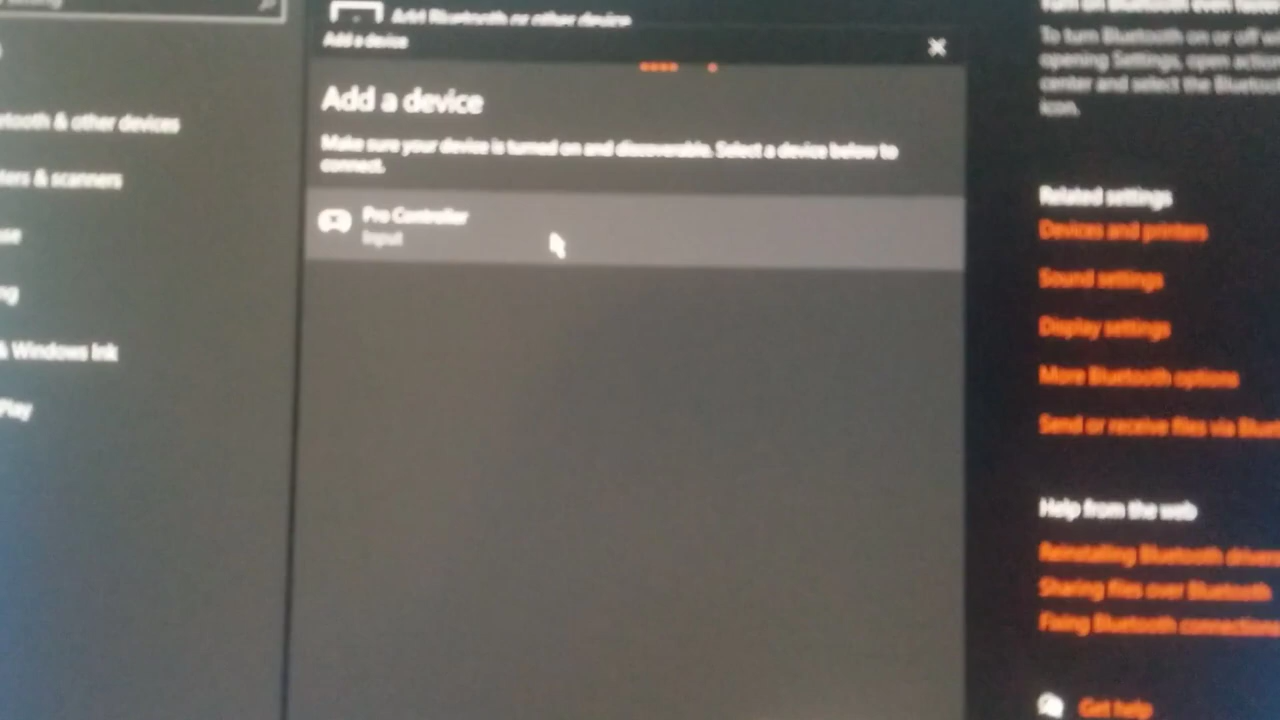 Add Bluetooth or other device
Add a device
Add a device
Make sure your device is turned on and discoverable. Select a device below to
connect.
Pro Controller
Input
tooth & other devices
ters & scanners
& Windows Ink
Play
To turn Bluetooth on or off wi
opening Settings, open action
center and select the Bluetoot
icon.
Related settings
Devices and printers
Sound settings
Display settings
More Bluetooth options
Send or receive files via Blue
Help from the web
Reinstalling Bluetooth drivers
Sharing files over Bluetooth
Fixing Bluetooth connections
Get help